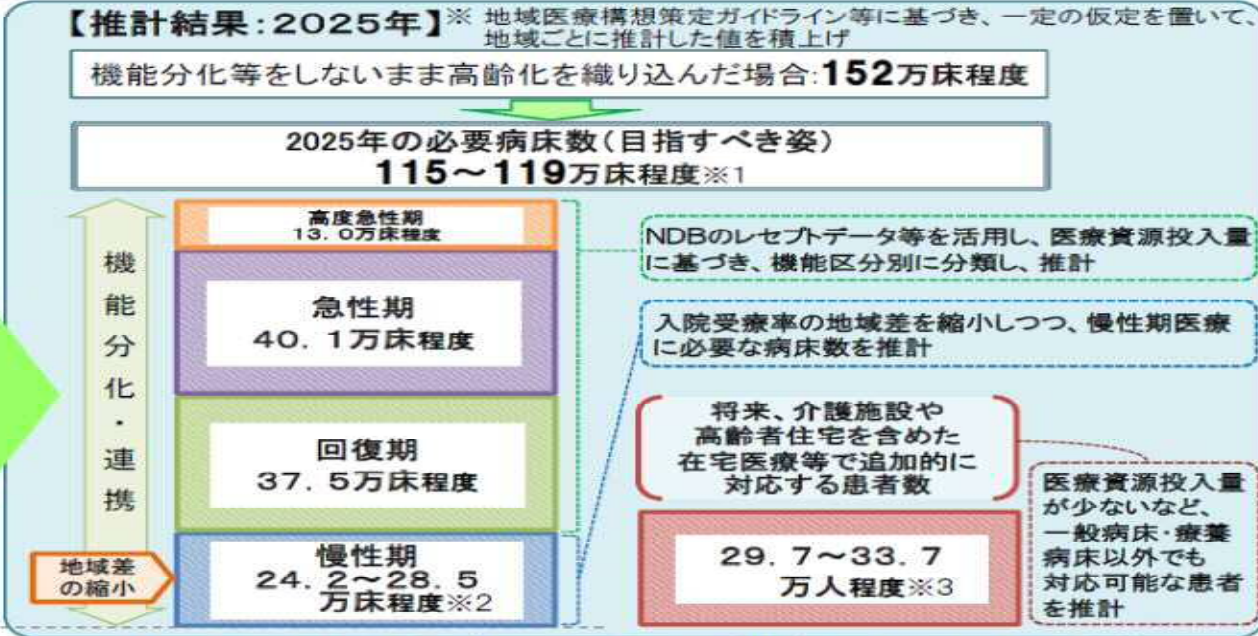 【推計結果：2025年】※ 地域医療構想策定ガイドライン等に基づき、一定の仮定を置いて、
地域ごとに推計した値を積上げ
機能分化等をしないまま高齢化を織り込んだ場合:152万床程度
2025年の必要病床数(目指すべき姿)
115～119万床程度※1
機能分化・連携
高度急性期
13．0万床程度
急性期
40．1万床程度
回復期
37．5万床程度
地域差
の縮小
慢性期
24．2～28．5
万床程度※2
NDBのレセプトデータ等を活用し、医療資源投入量
に基づき、機能区分別に分類し、推計
入院受療率の地域差を縮小しつつ、慢性期医療
に必要な病床数を推計
将来、介護施設や
高齢者住宅を含めた
在宅医療等で追加的に
対応する患者数
29．7～33．7
万人程度※3
医療資源投入量
が少ないなど、
一般病床・療養
病床以外でも
対応可能な患者
を推計